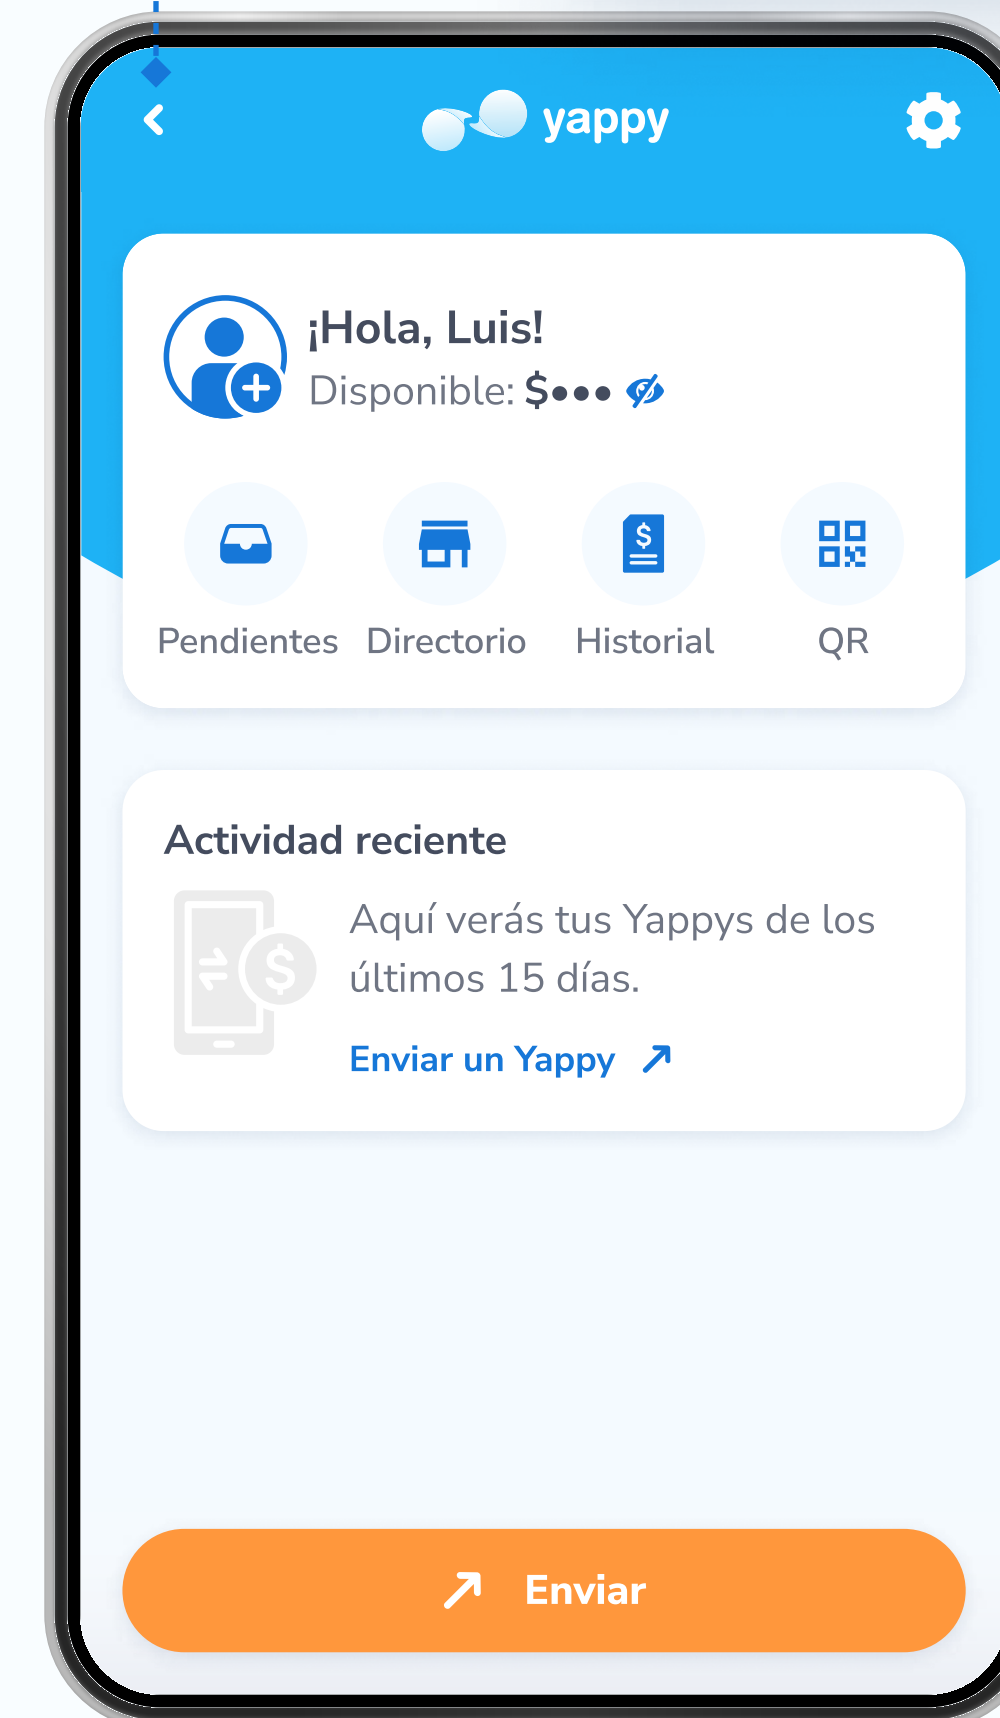 yappy
¡Hola, Luis!
Disponible: $•••
Pendientes Directorio Historial QR
Actividad reciente
Aquí verás tus Yappys de los
últimos 15 días.
Enviar un Yappy
Enviar